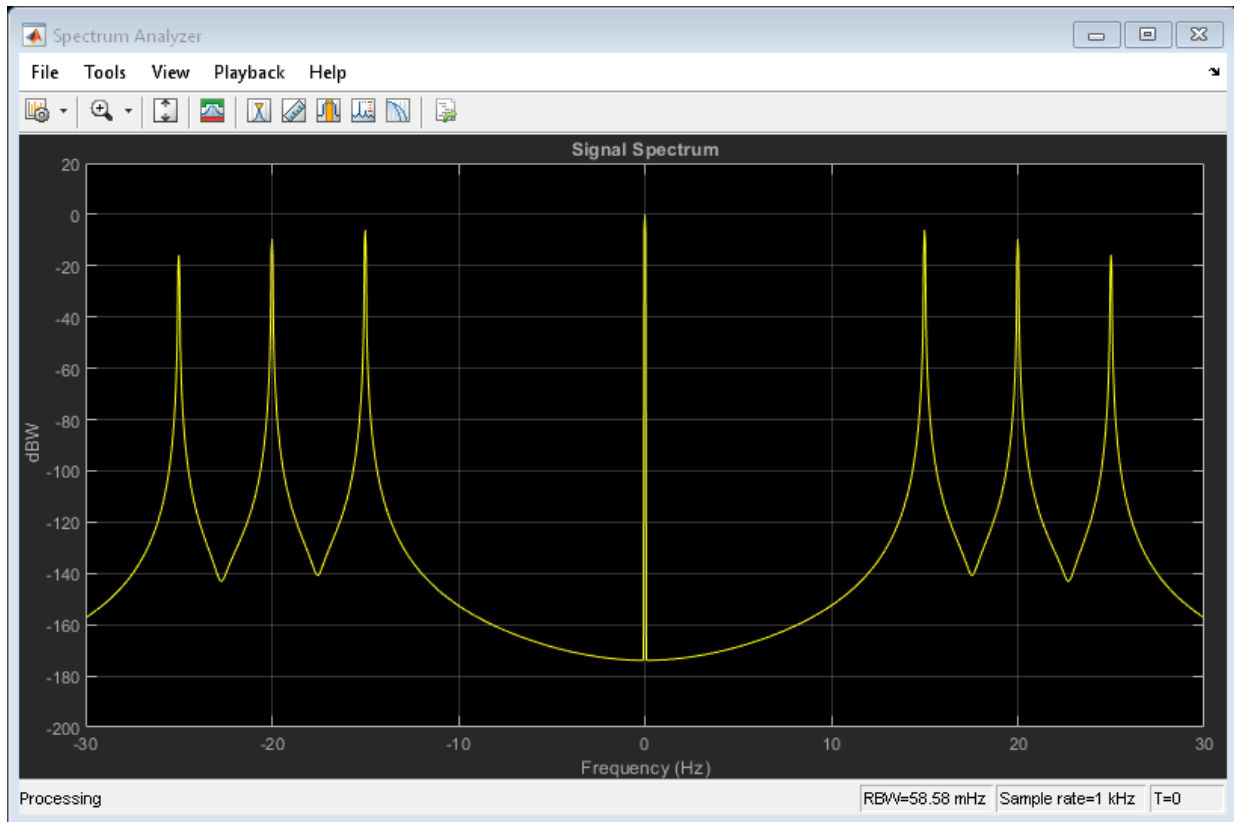 Spectrum Analyzer
File Tools View Playback Help
Signal Spectrum
20
0
-20
-40
-60
-80
-100
-120
-140
-160
-180
-200
dBW
-30 -20 -10 0 10 20 30
Frequency (Hz)
Processing RBW=58.58 mHz Sample rate=1 kHz T=0